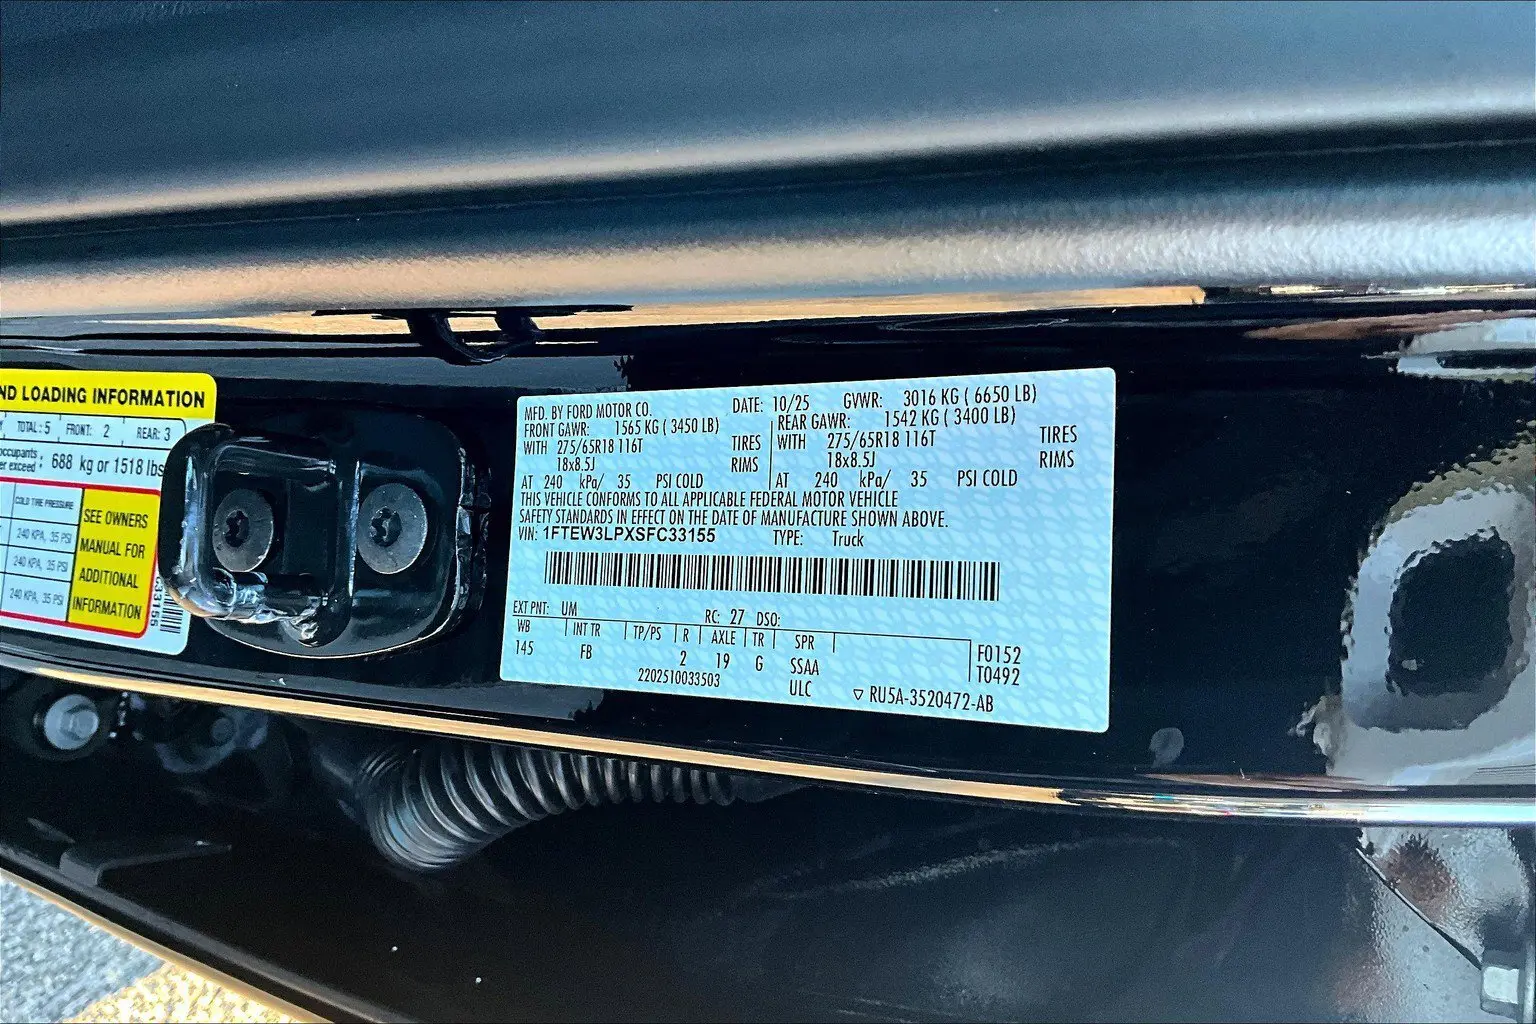 ND LOADING INFORMATION
TOTAL: 5 FRONT: 2 REAR: 3
occupants
er exceed 688 kg or 1518 lbs
COLD TIRE PRESSURE
240 KPA, 35 PSI
240 KPA, 35 PSI
240 KPA, 35 PSI
SEE OWNERS
MANUAL FOR
ADDITIONAL
INFORMATION
C33155
MFD. BY FORD MOTOR CO. DATE: 10/25 GVWR: 3016 KG ( 6650 LB)
FRONT GAWR: 1565 KG ( 3450 LB) REAR GAWR: 1542 KG ( 3400 LB)
WITH 275/65R18 116T TIRES WITH 275/65R18 116T TIRES
18x8.5J RIMS 18x8.5J RIMS
AT 240 kPa/ 35 PSI COLD AT 240 kPa/ 35 PSI COLD
THIS VEHICLE CONFORMS TO ALL APPLICABLE FEDERAL MOTOR VEHICLE
SAFETY STANDARDS IN EFFECT ON THE DATE OF MANUFACTURE SHOWN ABOVE.
VIN: 1FTEW3LPXSFC33155 TYPE: Truck
EXT PNT: UM RC: 27 DSO:
WB INT TR TP/PS R AXLE TR SPR F0152
145 FB 2 19 G SSAA T0492
2202510033503 ULC ▽ RU5A-3520472-AB